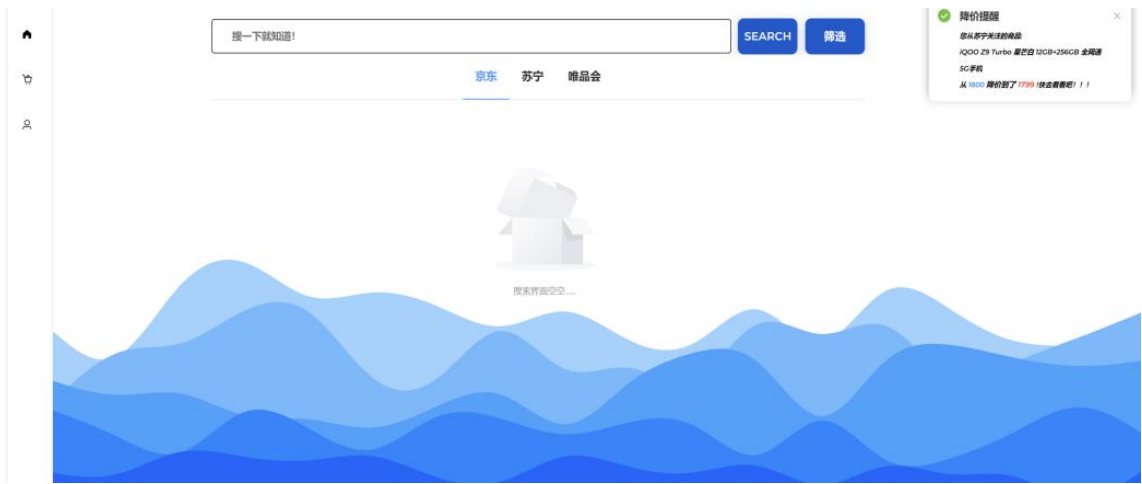 搜一下就知道!
SEARCH
筛选
京东
苏宁
唯品会
降价提醒
您从苏宁关注的商品:
iQOO Z9 Turbo 星芒白 12GB+256GB 全网通
5G手机
从 1800 降价到了 1799 !快去看看吧!!!
搜索界面空空......